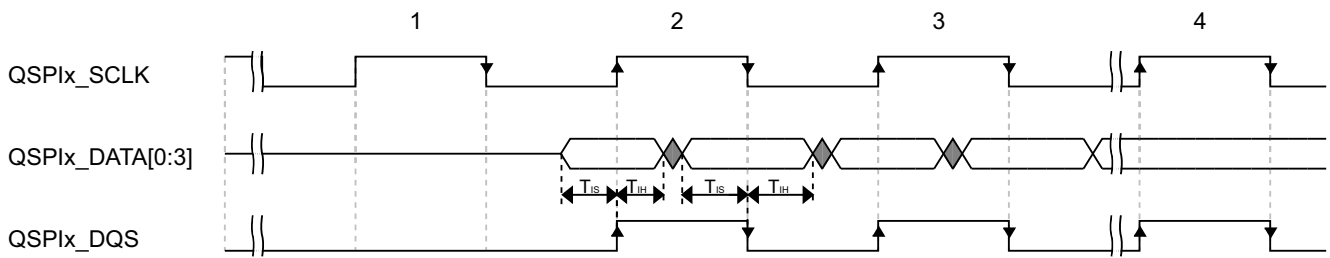 1 2 3 4
QSPIx_SCLK
QSPIx_DATA[0:3]
TIS TIH TIS TIH
QSPIx_DQS